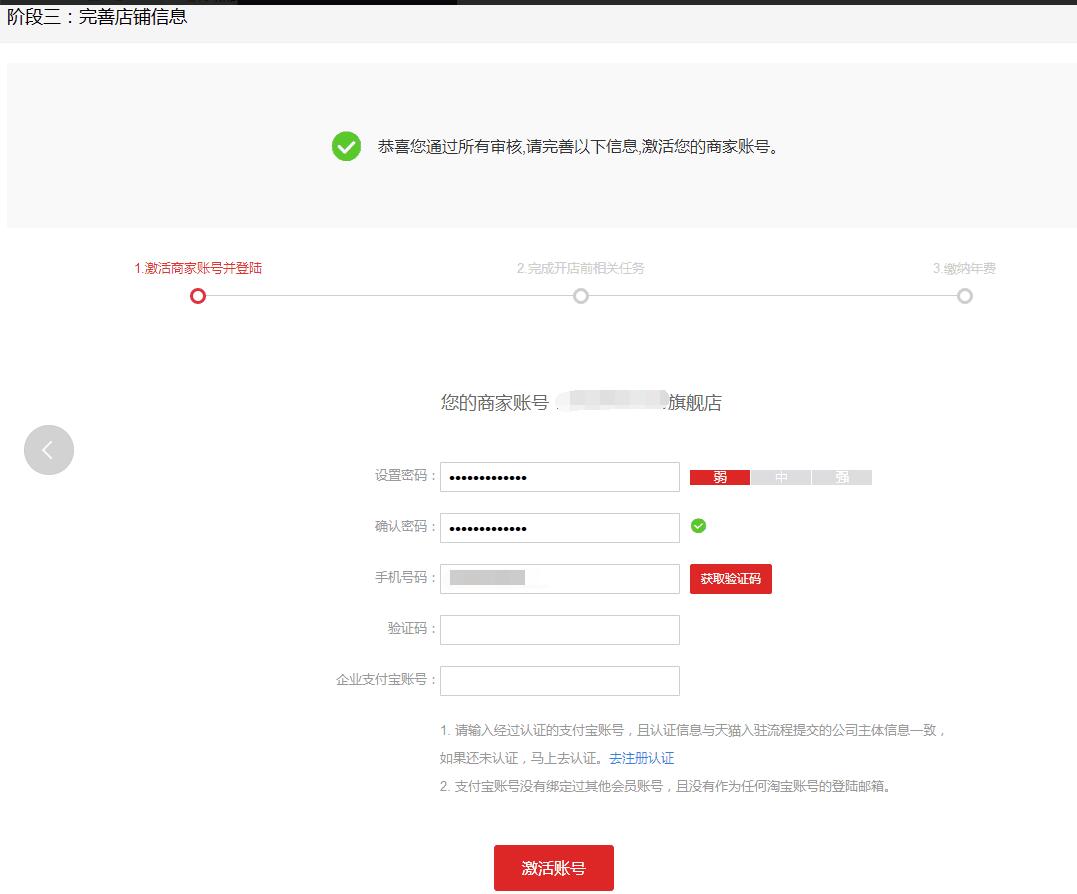 阶段三：完善店铺信息
恭喜您通过所有审核,请完善以下信息,激活您的商家账号。
1.激活商家账号并登陆
2.完成开店前相关任务
3.缴纳年费
您的商家账号 旗舰店
设置密码： ••••••••••••• 弱 中 强
确认密码： •••••••••••••
手机号码： 获取验证码
验证码：
企业支付宝账号：
1. 请输入经过认证的支付宝账号，且认证信息与天猫入驻流程提交的公司主体信息一致，
如果还未认证，马上去认证。去注册认证
2. 支付宝账号没有绑定过其他会员账号，且没有作为任何淘宝账号的登陆邮箱。
激活账号